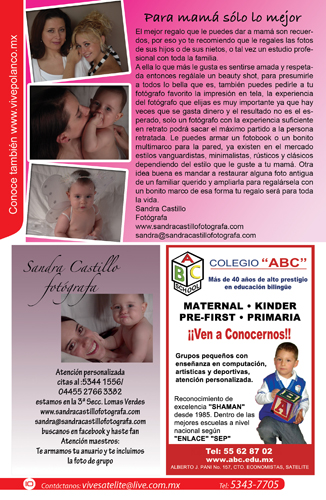 Conoce también www.vivepolanco.mx
Para mamá sólo lo mejor
El mejor regalo que le puedes dar a mamá son recuer-
dos, por eso yo te recomiendo que le regales las fotos
de sus hijos o de sus nietos, o tal vez un estudio profesio-
nal con toda la familia.
A ella lo que más le gusta es sentirse amada y respeta-
da entonces regálale un beauty shot, para presumirle
a todos lo bella que es, también puedes pedirle a tu
fotógrafo favorito la impresión en tela, la experiencia
del fotógrafo que elijas es muy importante ya que hay
veces que se gasta dinero y el resultado no es el es-
perado, solo un fotógrafo con la experiencia suficiente
en retrato podrá sacar el máximo partido a la persona
retratada. Le puedes armar un fotobook o un bonito
multimarco para la pared, ya existen en el mercado
estilos vanguardistas, minimalistas, rústicos y clásicos
dependiendo del estilo que le guste a tu mamá. Otra
idea buena es mandar a restaurar alguna foto antigua
de un familiar querido y ampliarla para regalársela con
un bonito marco de esa forma tu regalo será para toda
la vida.
Sandra Castillo
Fotógrafa
www.sandracastillofotografa.com
sandra@sandracastillofotografa.com
Sandra Castillo
fotógrafa
Atención personalizada
citas al :5344 1556/
04455 2766 3382
estamos en la 3ª Secc. Lomas Verdes
www.sandracastillofotografa.com
sandra@sandracastillofotografa.com
buscanos en facebook y haste fan
Atención maestros:
Te armamos tu anuario y te incluimos
la foto de grupo
ABC
SCHOOL
COLEGIO "ABC"
Más de 40 años de alto prestigio
en educación bilingüe
MATERNAL • KINDER
PRE-FIRST • PRIMARIA
¡¡Ven a Conocernos!!
Grupos pequeños con
enseñanza en computación,
artísticas y deportivas,
atención personalizada.
Reconocimiento de
excelencia "SHAMAN"
desde 1985. Dentro de las
mejores escuelas a nivel
nacional según
"ENLACE" "SEP"
Tel: 55 62 87 02
www.abc.edu.mx
ALBERTO J. PANI No. 157, CTO. ECONOMISTAS, SATELITE
10
Contáctanos: vivesatelite@live.com.mx
Tel: 5343-7705